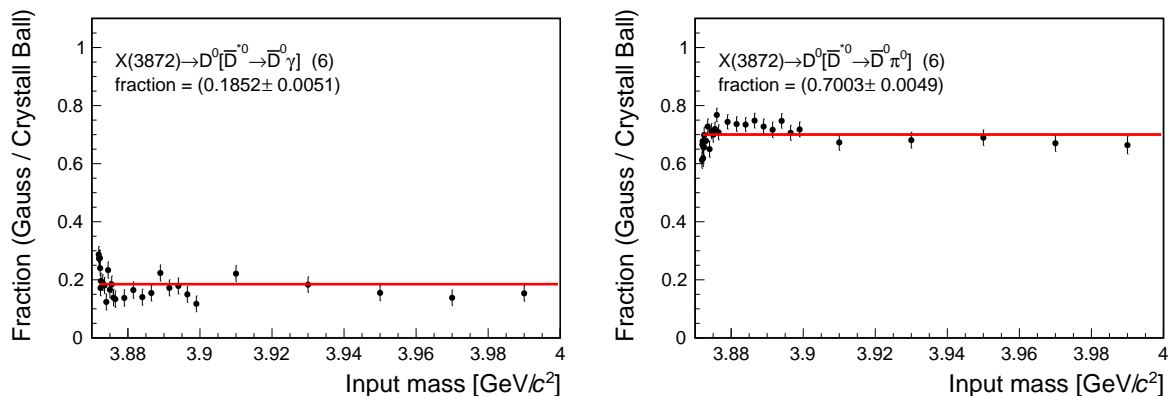 Fraction (Gauss / Crystall Ball)
1
0.8
0.6
0.4
0.2
0
X(3872)→D⁰[D̅*⁰→D̅⁰γ] (6)
fraction = (0.1852± 0.0051)
3.88 3.9 3.92 3.94 3.96 3.98 4
Input mass [GeV/c²]
Fraction (Gauss / Crystall Ball)
1
0.8
0.6
0.4
0.2
0
X(3872)→D⁰[D̅*⁰→D̅⁰π⁰] (6)
fraction = (0.7003± 0.0049)
3.88 3.9 3.92 3.94 3.96 3.98 4
Input mass [GeV/c²]